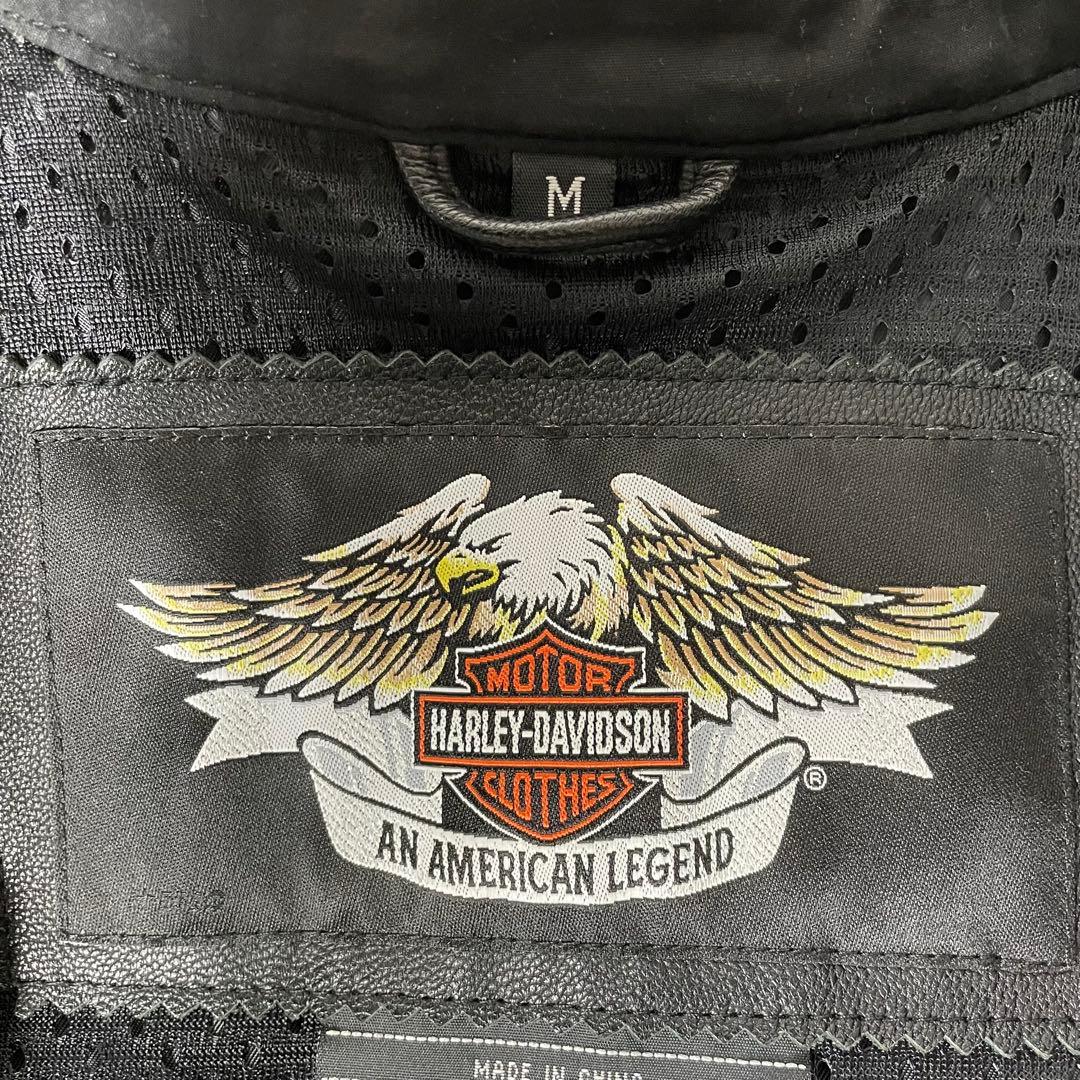 M
MOTOR
HARLEY-DAVIDSON
CLOTHES
®
AN AMERICAN LEGEND
MADE IN CHINA